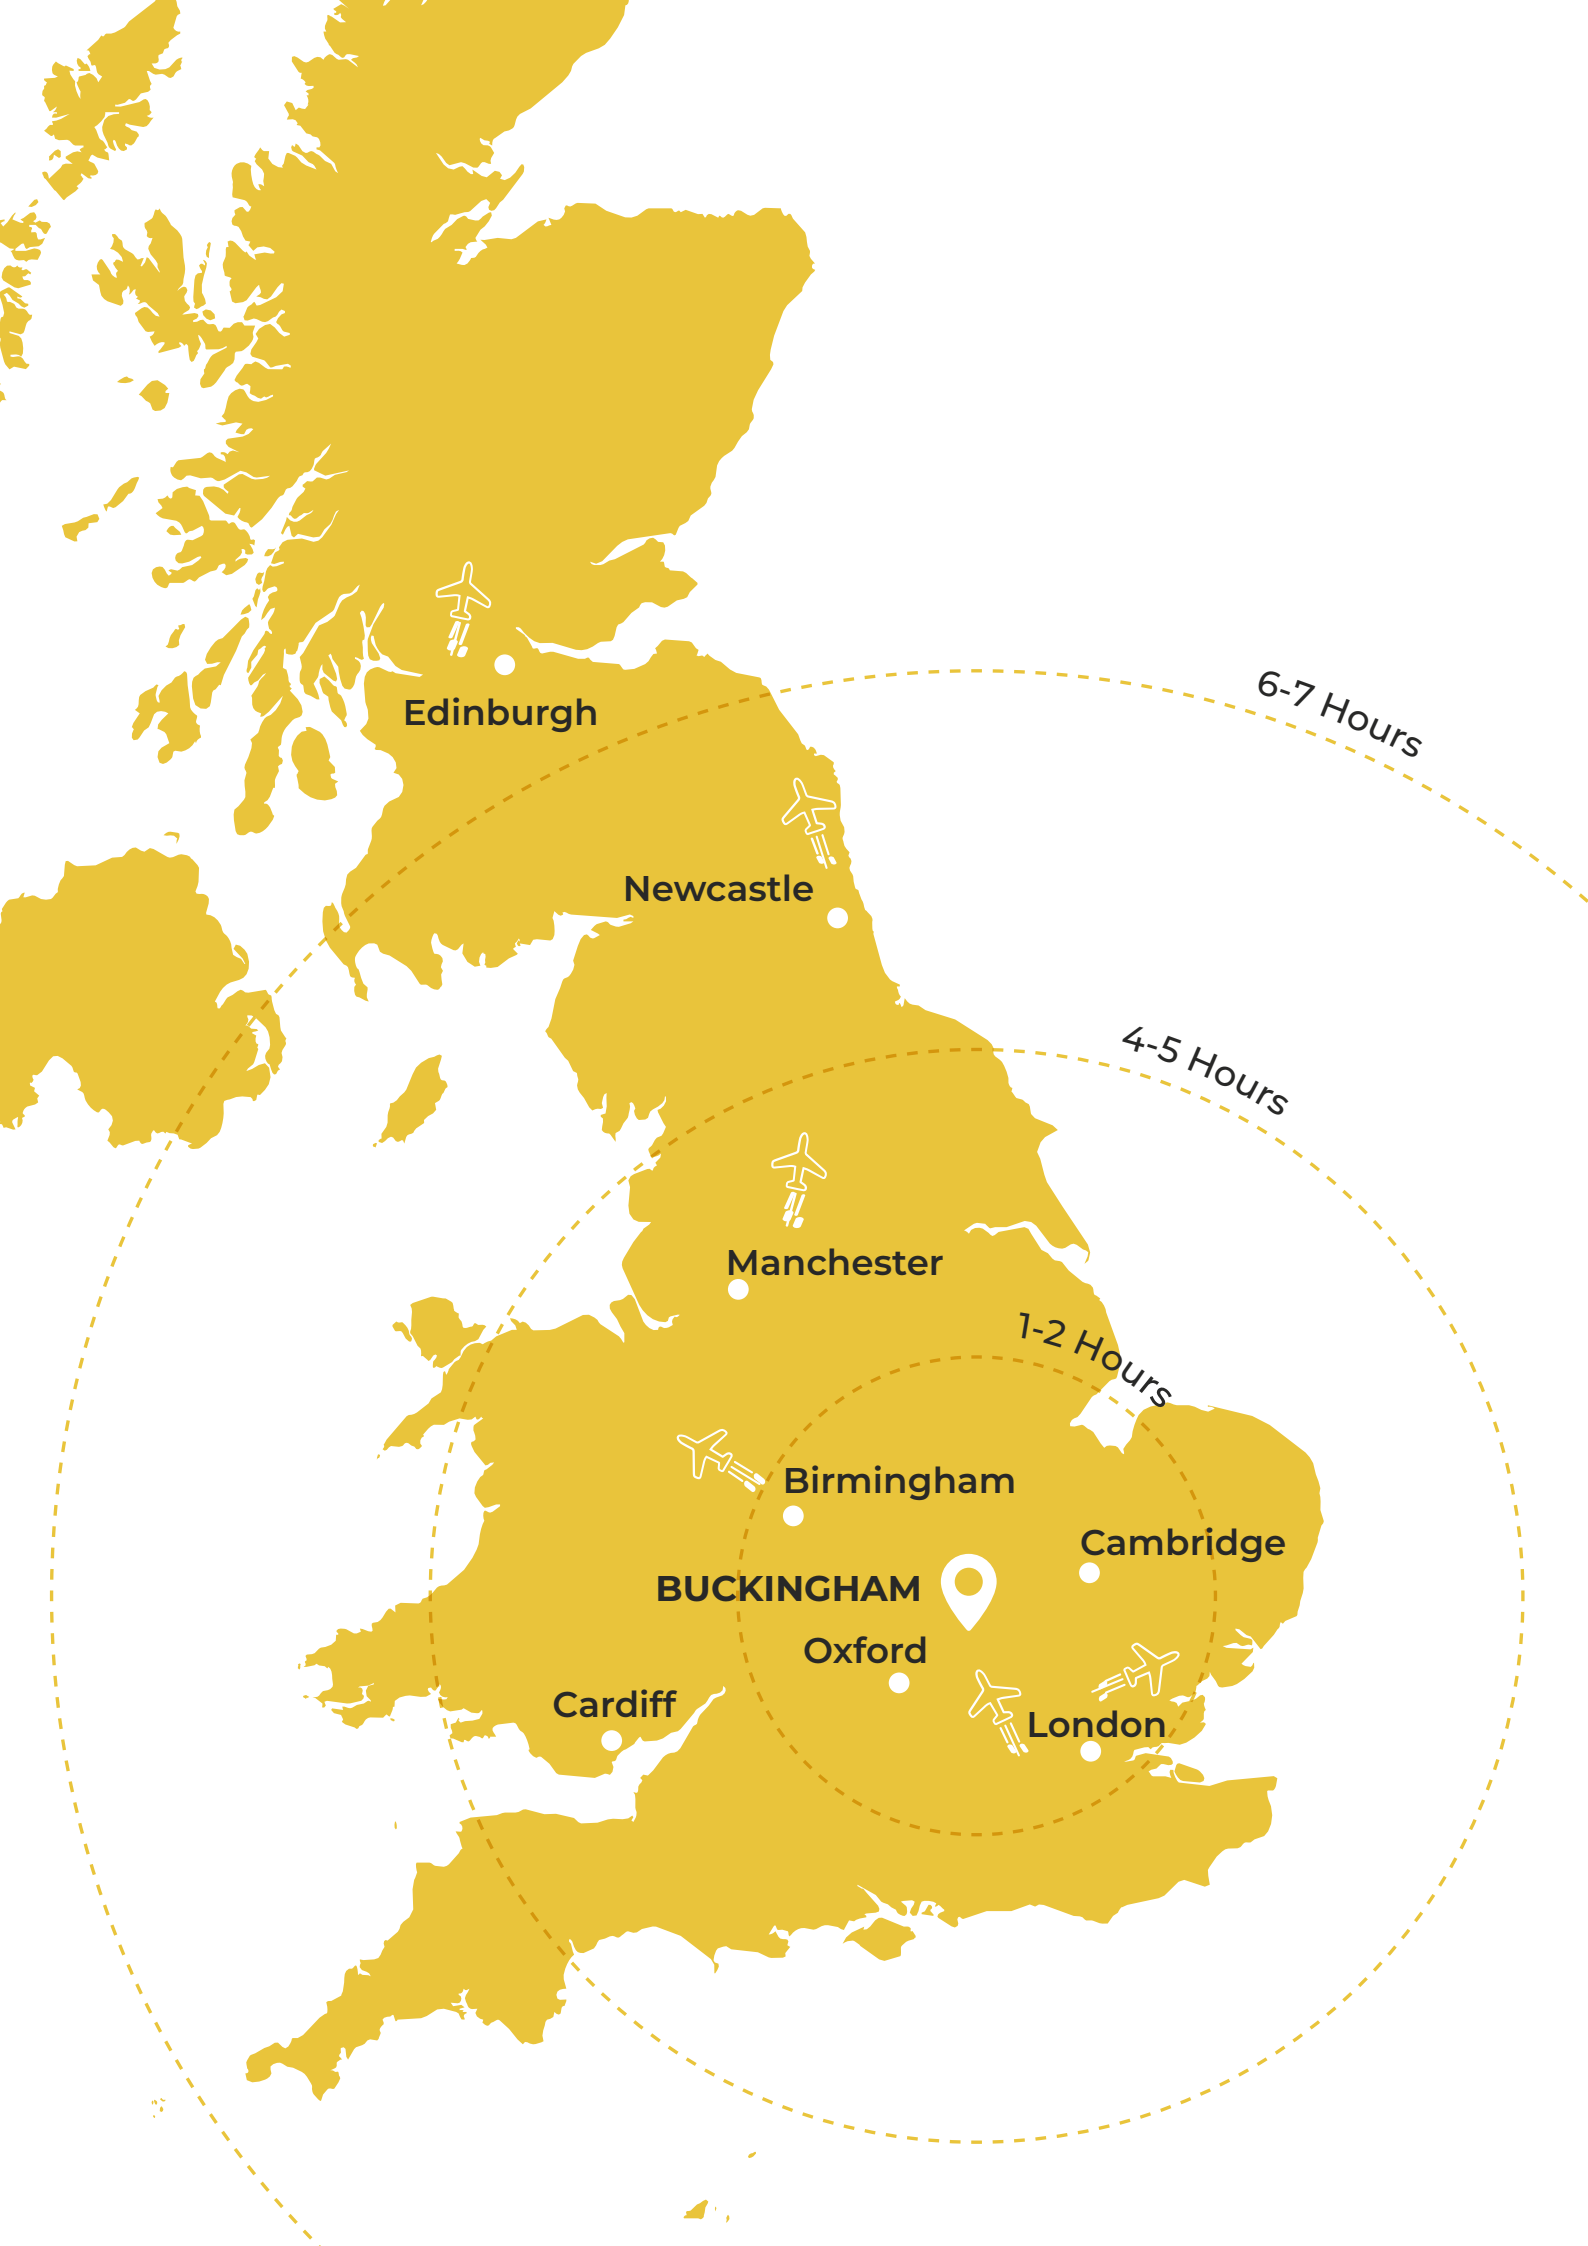 6-7 Hours
Edinburgh
Newcastle
4-5 Hours
Manchester
1-2 Hours
Birmingham
Cambridge
BUCKINGHAM
Oxford
Cardiff
London